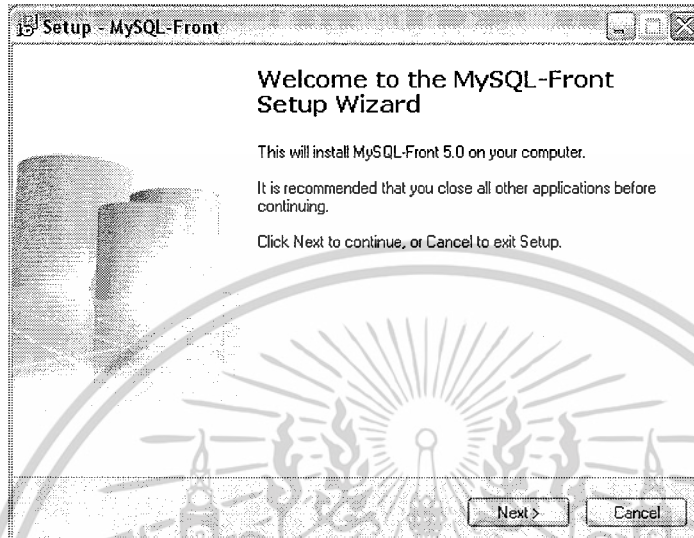 Setup - MySQL-Front
Welcome to the MySQL-Front
Setup Wizard
This will install MySQL-Front 5.0 on your computer.
It is recommended that you close all other applications before
continuing.
Click Next to continue, or Cancel to exit Setup.
Next >
Cancel